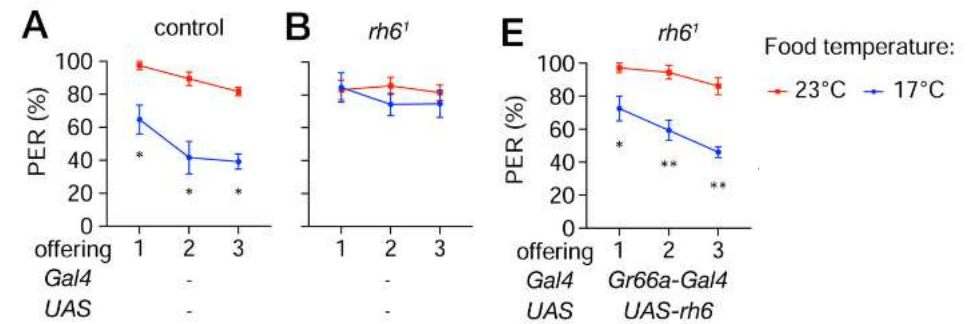 A
control
PER (%)
100
80
60
40
20
0
*
*
*
offering 1 2 3
Gal4 -
UAS -
B
rh6¹
1 2 3
-
-
E
rh6¹
PER (%)
100
80
60
40
20
0
*
**
**
offering 1 2 3
Gal4 Gr66a-Gal4
UAS UAS-rh6
Food temperature:
23°C 17°C